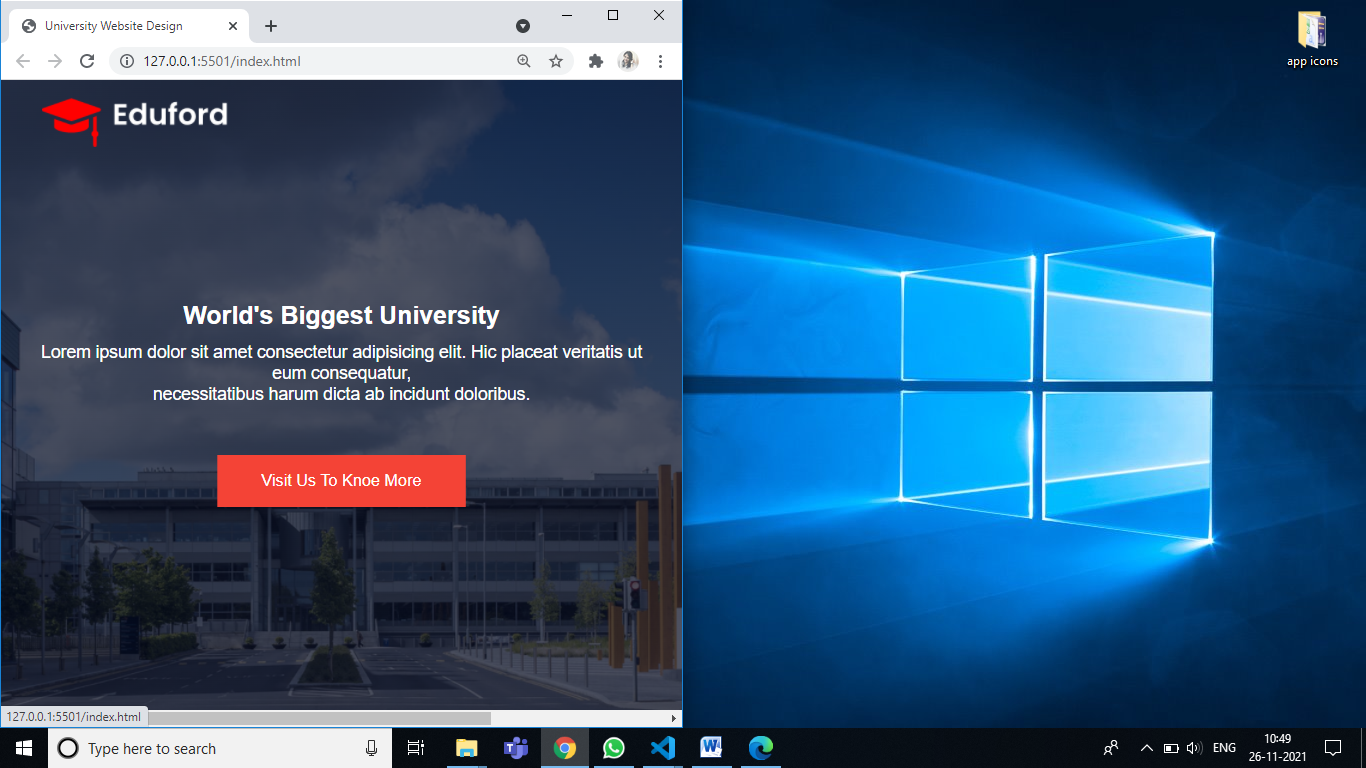 University Website Design
127.0.0.1:5501/index.html
app icons
Eduford
World's Biggest University
Lorem ipsum dolor sit amet consectetur adipisicing elit. Hic placeat veritatis ut
eum consequatur,
necessitatibus harum dicta ab incidunt doloribus.
Visit Us To Knoe More
127.0.0.1:5501/index.html
Type here to search
ENG
10:49
26-11-2021